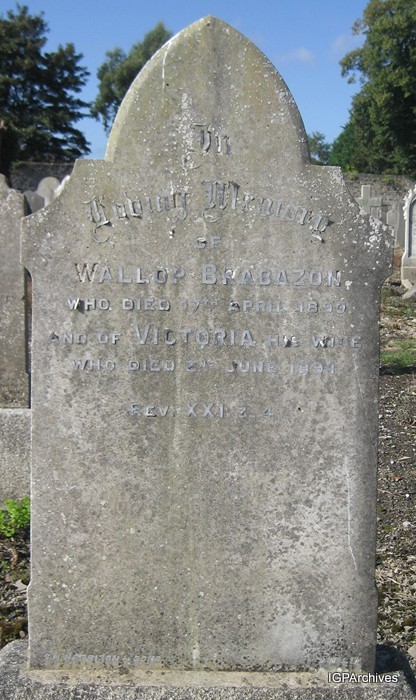 In
Loving Memory
OF
WALLOP BRABAZON
WHO DIED 17TH APRIL
AND OF VICTORIA HIS WIFE
WHO DIED JUNE
REV. XXI. 3. 4.
& SONS
IGPArchives